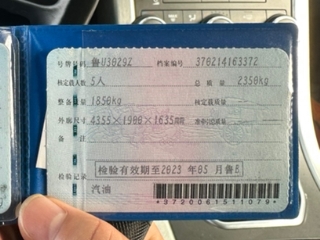 号牌号码 鲁U3029Z 档案编号 370214163372
核定载人数 5人 总质量 2350kg
整备质量 1850kg 核定载质量
外廓尺寸 4355×1900×1635mm 准牵引总质量
备注
检验有效期至2023年05月鲁B
检验记录
汽油
*3720061511079*